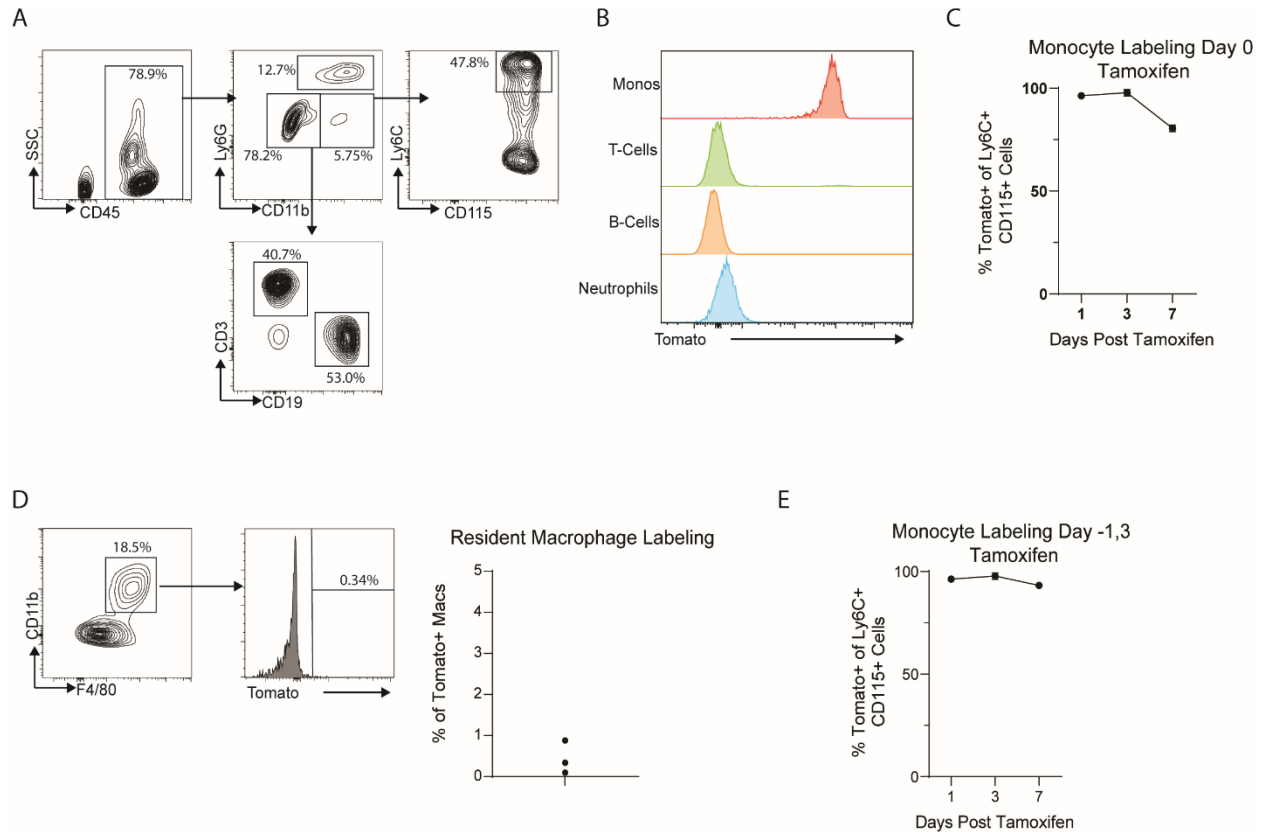 A
78.9%
SSC
CD45
12.7%
78.2%
5.75%
Ly6G
CD11b
47.8%
Ly6C
CD115
40.7%
53.0%
CD3
CD19
B
Monos
T-Cells
B-Cells
Neutrophils
Tomato
C
Monocyte Labeling Day 0
Tamoxifen
% Tomato+ of Ly6C+
CD115+ Cells
100
50
0
1 3 7
Days Post Tamoxifen
D
18.5%
CD11b
F4/80
0.34%
Tomato
Resident Macrophage Labeling
% of Tomato+ Macs
5
4
3
2
1
0
E
Monocyte Labeling Day -1,3
Tamoxifen
% Tomato+ of Ly6C+
CD115+ Cells
100
50
0
1 3 7
Days Post Tamoxifen